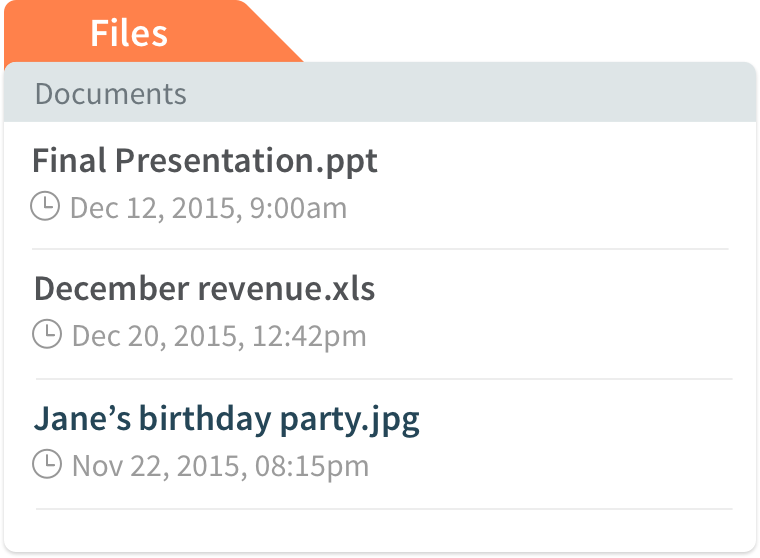 Files
Documents
Final Presentation.ppt
Dec 12, 2015, 9:00am
December revenue.xls
Dec 20, 2015, 12:42pm
Jane’s birthday party.jpg
Nov 22, 2015, 08:15pm